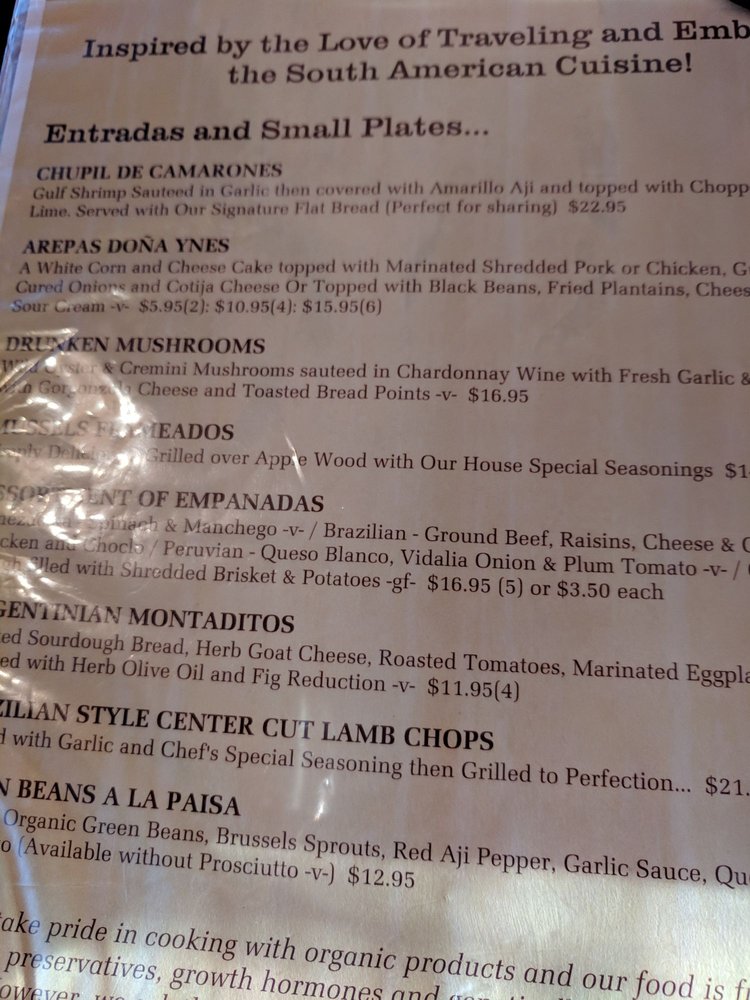 Inspired by the Love of Traveling and Emb
the South American Cuisine!
Entradas and Small Plates...
CHUPIL DE CAMARONES
Gulf Shrimp Sauteed in Garlic then covered with Amarillo Aji and topped with Chopp
Lime. Served with Our Signature Flat Bread (Perfect for sharing) $22.95
AREPAS DOÑA YNES
A White Corn and Cheese Cake topped with Marinated Shredded Pork or Chicken, G
Cured Onions and Cotija Cheese Or Topped with Black Beans, Fried Plantains, Chees
Sour Cream -v- $5.95(2): $10.95(4): $15.95(6)
DRUNKEN MUSHROOMS
Wild Oyster & Cremini Mushrooms sauteed in Chardonnay Wine with Fresh Garlic &
with Gorgonzola Cheese and Toasted Bread Points -v- $16.95
MUSSELS
Grilled over Apple Wood with Our House Special Seasonings $1
SSORTMENT OF EMPANADAS
Spinach & Manchego -v- / Brazilian - Ground Beef, Raisins, Cheese &
cken and Choclo / Peruvian - Queso Blanco, Vidalia Onion & Plum Tomato -v- /
filled with Shredded Brisket & Potatoes -gf- $16.95 (5) or $3.50 each
GENTINIAN MONTADITOS
ed Sourdough Bread, Herb Goat Cheese, Roasted Tomatoes, Marinated Eggpla
ed with Herb Olive Oil and Fig Reduction -v- $11.95(4)
ZILIAN STYLE CENTER CUT LAMB CHOPS
d with Garlic and Chef's Special Seasoning then Grilled to Perfection... $21.
N BEANS A LA PAISA
Organic Green Beans, Brussels Sprouts, Red Aji Pepper, Garlic Sauce, Qu
o (Available without Prosciutto -v-) $12.95
take pride in cooking with organic products and our food is f
preservatives, growth hormones and